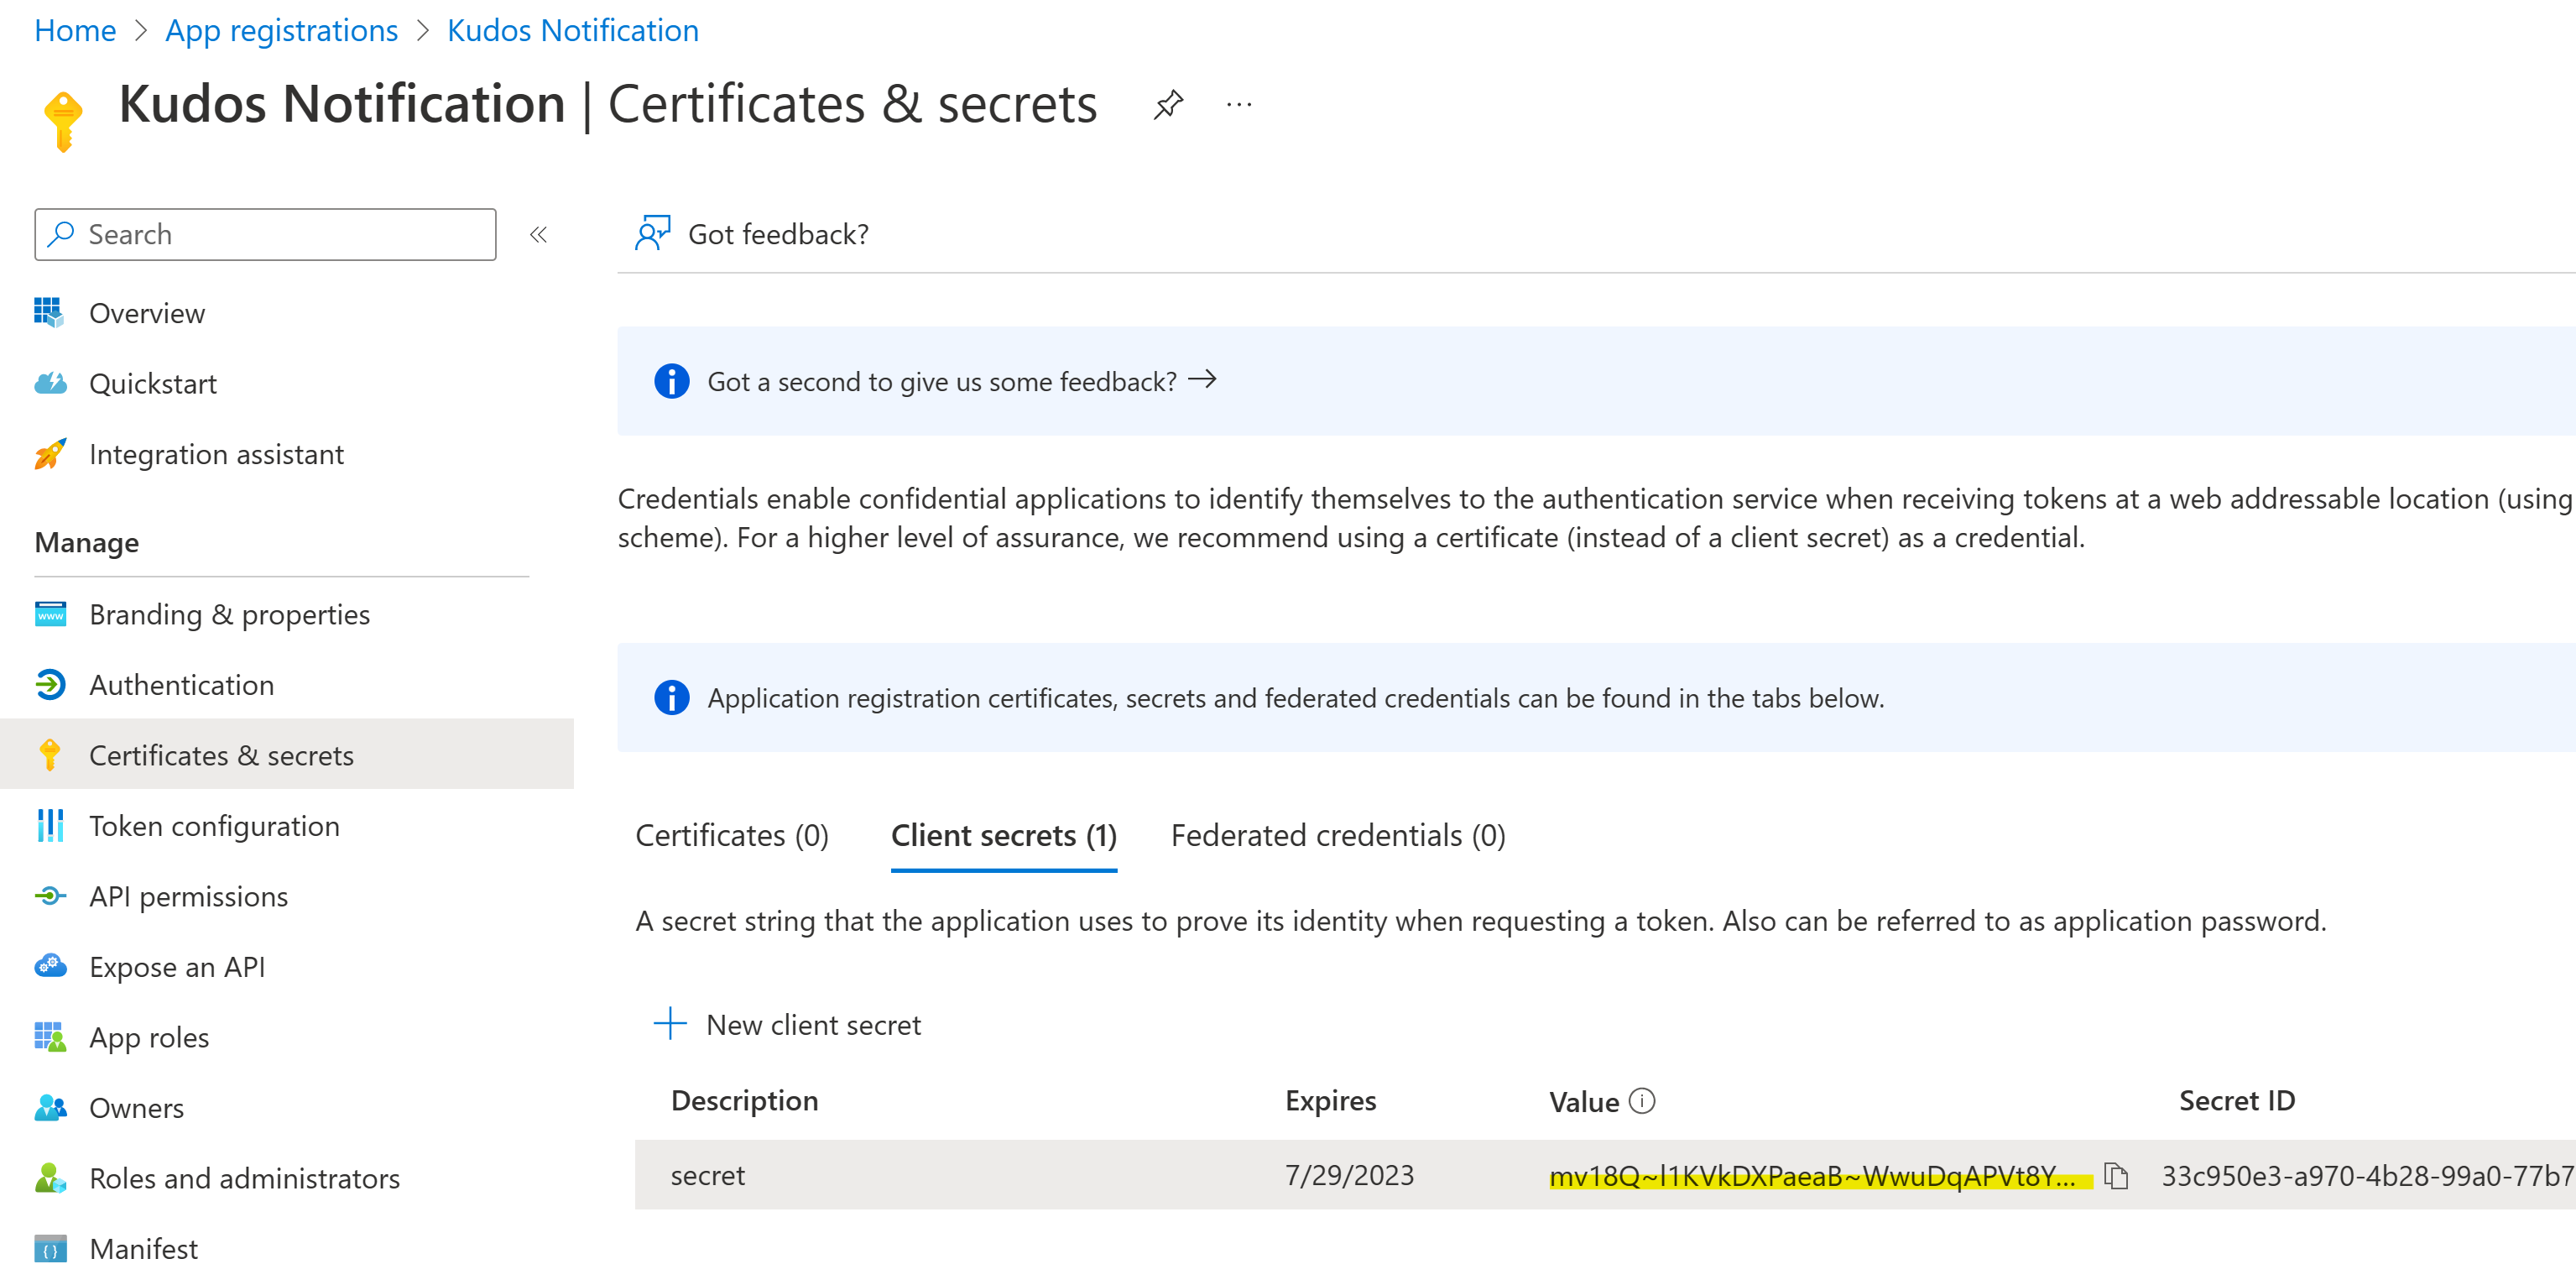 Home > App registrations > Kudos Notification
Kudos Notification | Certificates & secrets ...
Search «
Got feedback?
Overview
Quickstart
Integration assistant
Manage
Branding & properties
Authentication
Certificates & secrets
Token configuration
API permissions
Expose an API
App roles
Owners
Roles and administrators
Manifest
Got a second to give us some feedback? →
Credentials enable confidential applications to identify themselves to the authentication service when receiving tokens at a web addressable location (using
scheme). For a higher level of assurance, we recommend using a certificate (instead of a client secret) as a credential.
Application registration certificates, secrets and federated credentials can be found in the tabs below.
Certificates (0) Client secrets (1) Federated credentials (0)
A secret string that the application uses to prove its identity when requesting a token. Also can be referred to as application password.
+ New client secret
Description Expires Value Secret ID
secret 7/29/2023 mv18Q~l1KVkDXPaeaB~WwuDqAPVt8Y... 33c950e3-a970-4b28-99a0-77b7